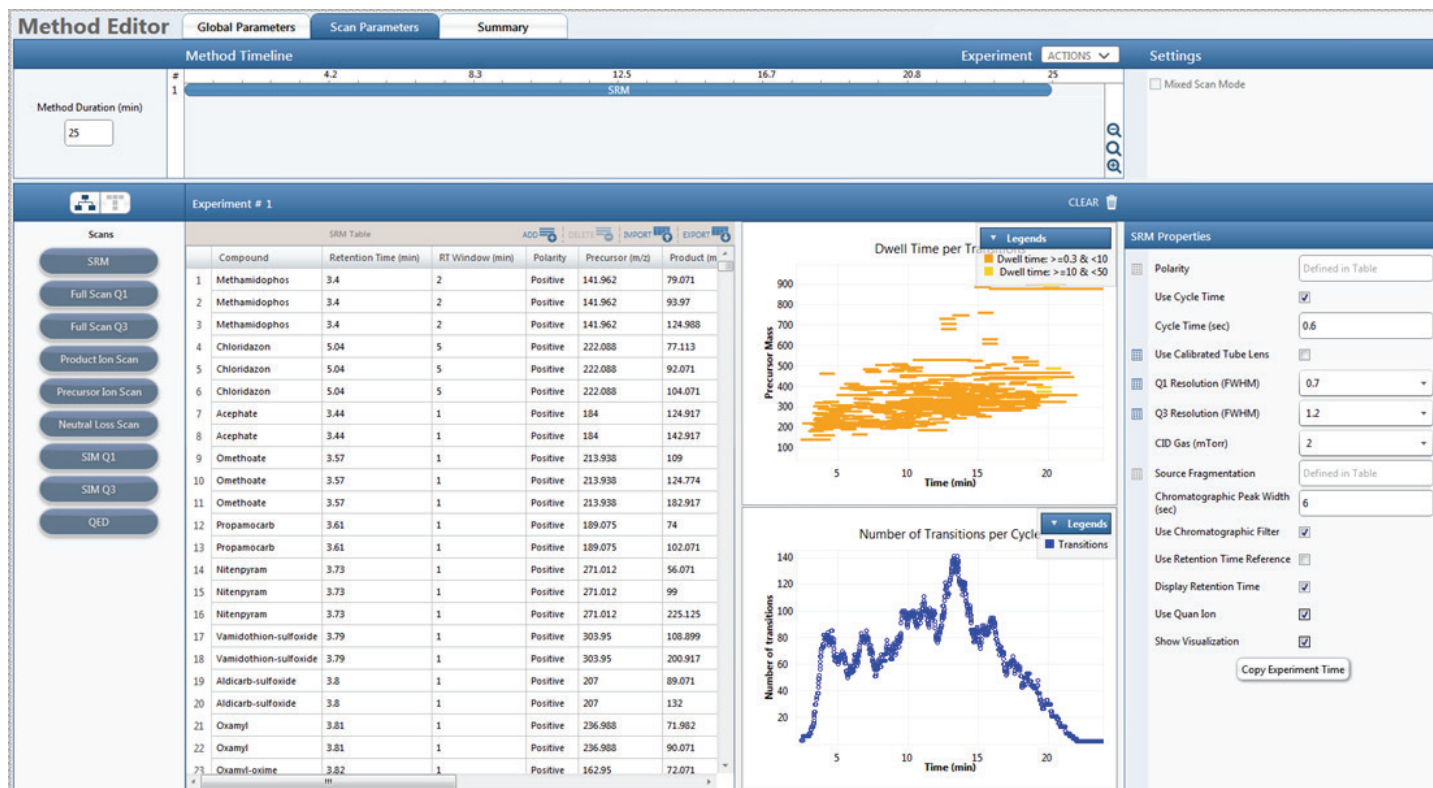 Method Editor
Global Parameters
Scan Parameters
Summary
Method Timeline
Experiment
ACTIONS
Settings
Method Duration (min)
25
#
4.2 8.3 12.5 16.7 20.8 25
1 SRM
Mixed Scan Mode
Experiment # 1
CLEAR
Scans
SRM
Full Scan Q1
Full Scan Q3
Product Ion Scan
Precursor Ion Scan
Neutral Loss Scan
SIM Q1
SIM Q3
QED
SRM Table ADD DELETE IMPORT EXPORT
Compound Retention Time (min) RT Window (min) Polarity Precursor (m/z) Product (m
1 Methamidophos 3.4 2 Positive 141.962 79.071
2 Methamidophos 3.4 2 Positive 141.962 93.97
3 Methamidophos 3.4 2 Positive 141.962 124.988
4 Chloridazon 5.04 5 Positive 222.088 77.113
5 Chloridazon 5.04 5 Positive 222.088 92.071
6 Chloridazon 5.04 5 Positive 222.088 104.071
7 Acephate 3.44 1 Positive 184 124.917
8 Acephate 3.44 1 Positive 184 142.917
9 Omethoate 3.57 1 Positive 213.938 109
10 Omethoate 3.57 1 Positive 213.938 124.774
11 Omethoate 3.57 1 Positive 213.938 182.917
12 Propamocarb 3.61 1 Positive 189.075 74
13 Propamocarb 3.61 1 Positive 189.075 102.071
14 Nitenpyram 3.73 1 Positive 271.012 56.071
15 Nitenpyram 3.73 1 Positive 271.012 99
16 Nitenpyram 3.73 1 Positive 271.012 225.125
17 Vamidothion-sulfoxide 3.79 1 Positive 303.95 108.899
18 Vamidothion-sulfoxide 3.79 1 Positive 303.95 200.917
19 Aldicarb-sulfoxide 3.8 1 Positive 207 89.071
20 Aldicarb-sulfoxide 3.8 1 Positive 207 132
21 Oxamyl 3.81 1 Positive 236.988 71.982
22 Oxamyl 3.81 1 Positive 236.988 90.071
23 Oxamyl-oxime 3.82 1 Positive 162.95 72.071
Dwell Time per Tr
Legends
Dwell time: >=0.3 & <10
Dwell time: >=10 & <50
Precursor Mass
900
800
700
600
500
400
300
200
100
5 10 15 20
Time (min)
Number of Transitions per Cycle
Legends
Transitions
Number of transitions
140
120
100
80
60
40
20
5 10 15 20
Time (min)
SRM Properties
Polarity Defined in Table
Use Cycle Time
Cycle Time (sec) 0.6
Use Calibrated Tube Lens
Q1 Resolution (FWHM) 0.7
Q3 Resolution (FWHM) 1.2
CID Gas (mTorr) 2
Source Fragmentation Defined in Table
Chromatographic Peak Width
(sec) 6
Use Chromatographic Filter
Use Retention Time Reference
Display Retention Time
Use Quan Ion
Show Visualization
Copy Experiment Time